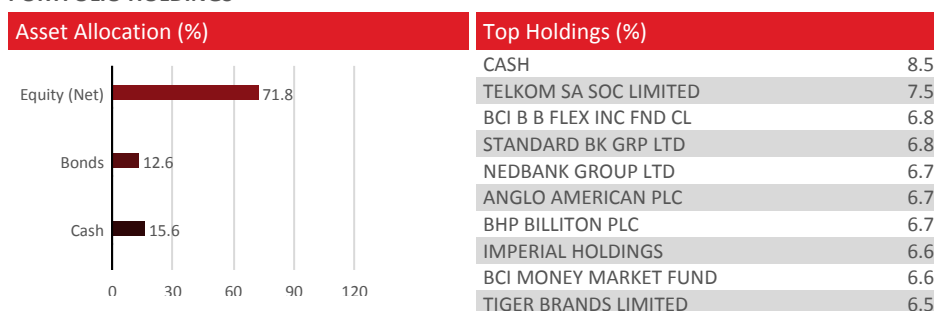 Asset Allocation (%)
Equity (Net) 71.8
Bonds 12.6
Cash 15.6
0 30 60 90 120
Top Holdings (%)
CASH 8.5
TELKOM SA SOC LIMITED 7.5
BCI B B FLEX INC FND CL 6.8
STANDARD BK GRP LTD 6.8
NEDBANK GROUP LTD 6.7
ANGLO AMERICAN PLC 6.7
BHP BILLITON PLC 6.7
IMPERIAL HOLDINGS 6.6
BCI MONEY MARKET FUND 6.6
TIGER BRANDS LIMITED 6.5